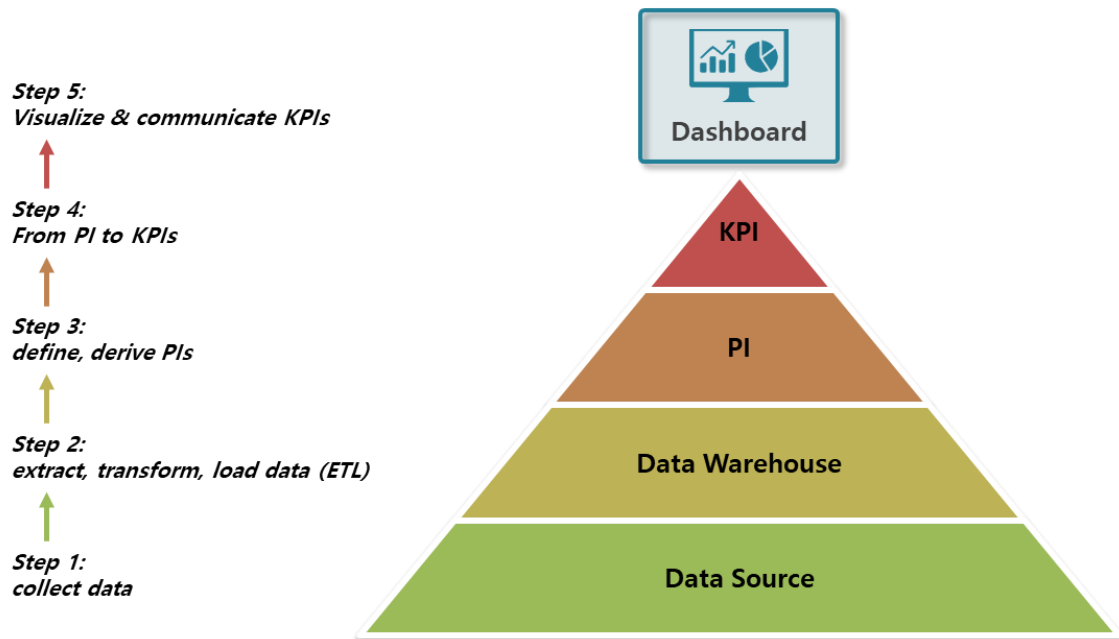 Step 5:
Visualize & communicate KPIs
Step 4:
From PI to KPIs
Step 3:
define, derive PIs
Step 2:
extract, transform, load data (ETL)
Step 1:
collect data
Dashboard
KPI
PI
Data Warehouse
Data Source